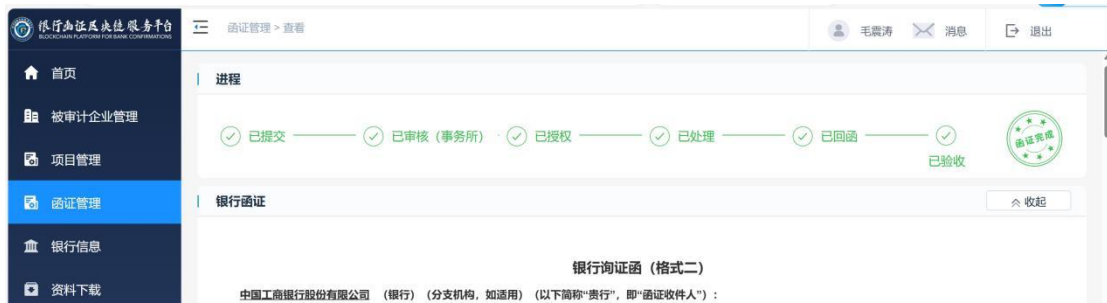 银行函证及央德服务平台
BLOCKCHAIN PLATFORM FOR BANK CONFIRMATIONS
函证管理 > 查看
毛震涛
消息
退出
首页
被审计企业管理
项目管理
函证管理
银行信息
资料下载
进程
已提交
已审核（事务所）
已授权
已处理
已回函
已验收
函证完成
银行函证
收起
银行询证函（格式二）
中国工商银行股份有限公司 （银行）（分支机构，如适用）（以下简称“贵行”，即“函证收件人”）：